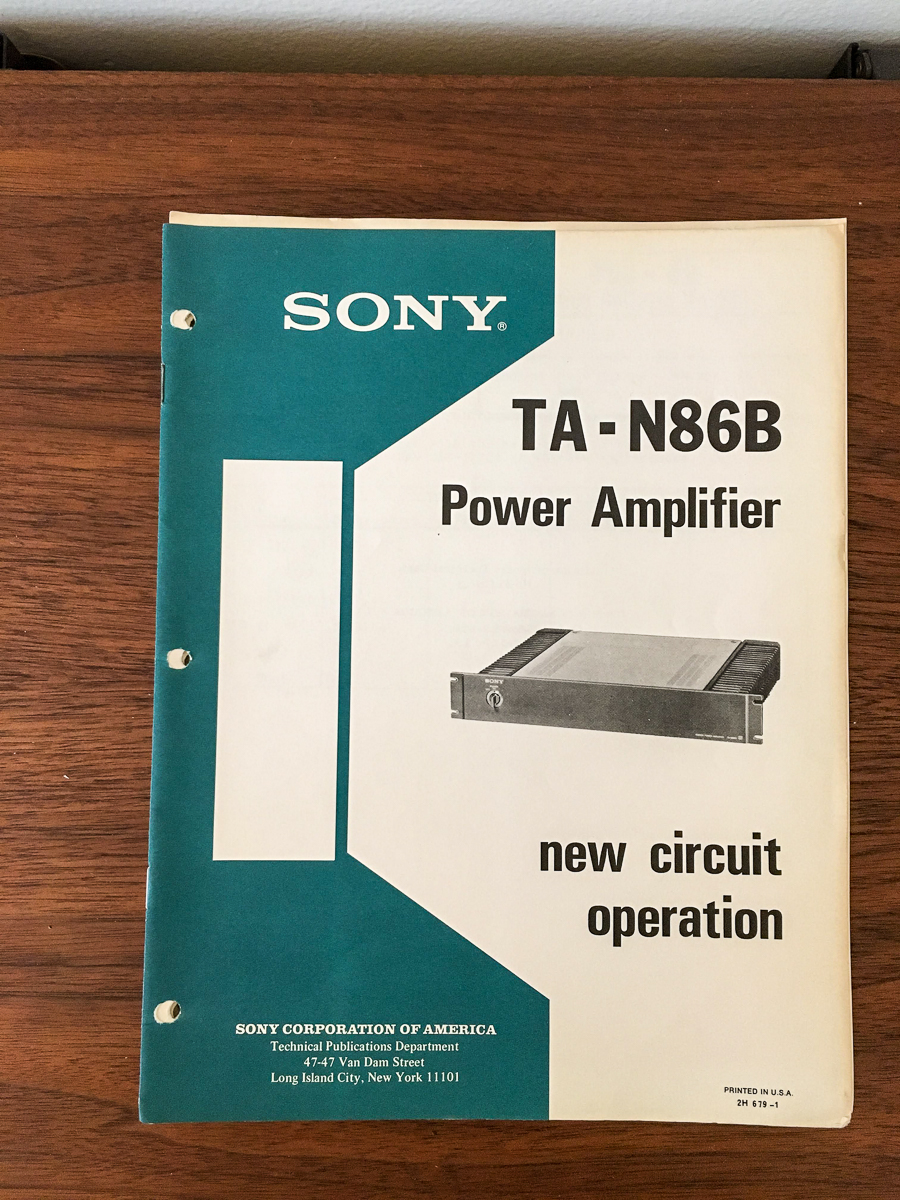 SONY®
TA-N86B
Power Amplifier
SONY
new circuit
operation
SONY CORPORATION OF AMERICA
Technical Publications Department
47-47 Van Dam Street
Long Island City, New York 11101
PRINTED IN U.S.A.
2H 679-1